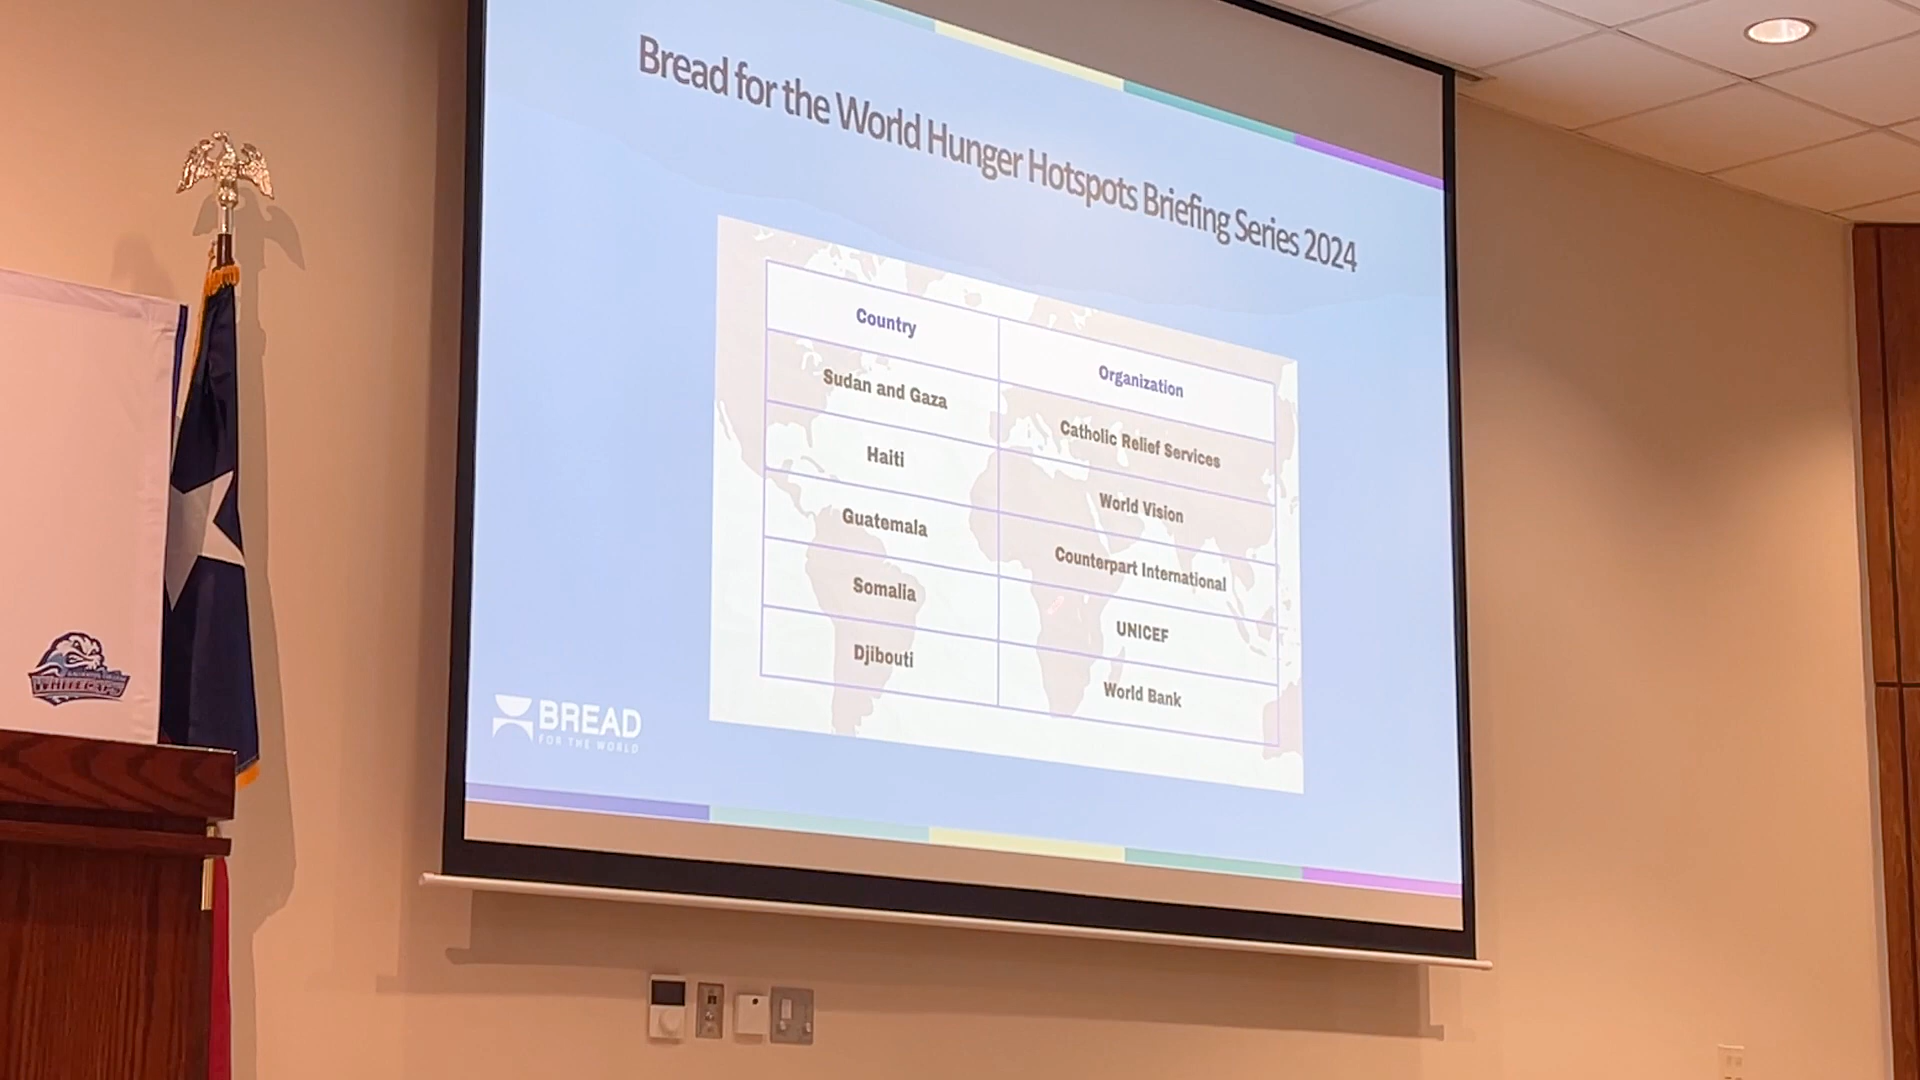 Bread for the World Hunger Hotspots Briefing Series 2024
Country Organization
Sudan and Gaza Catholic Relief Services
Haiti World Vision
Guatemala Counterpart International
Somalia UNICEF
Djibouti World Bank
BREAD
FOR THE WORLD
WHITECAPS